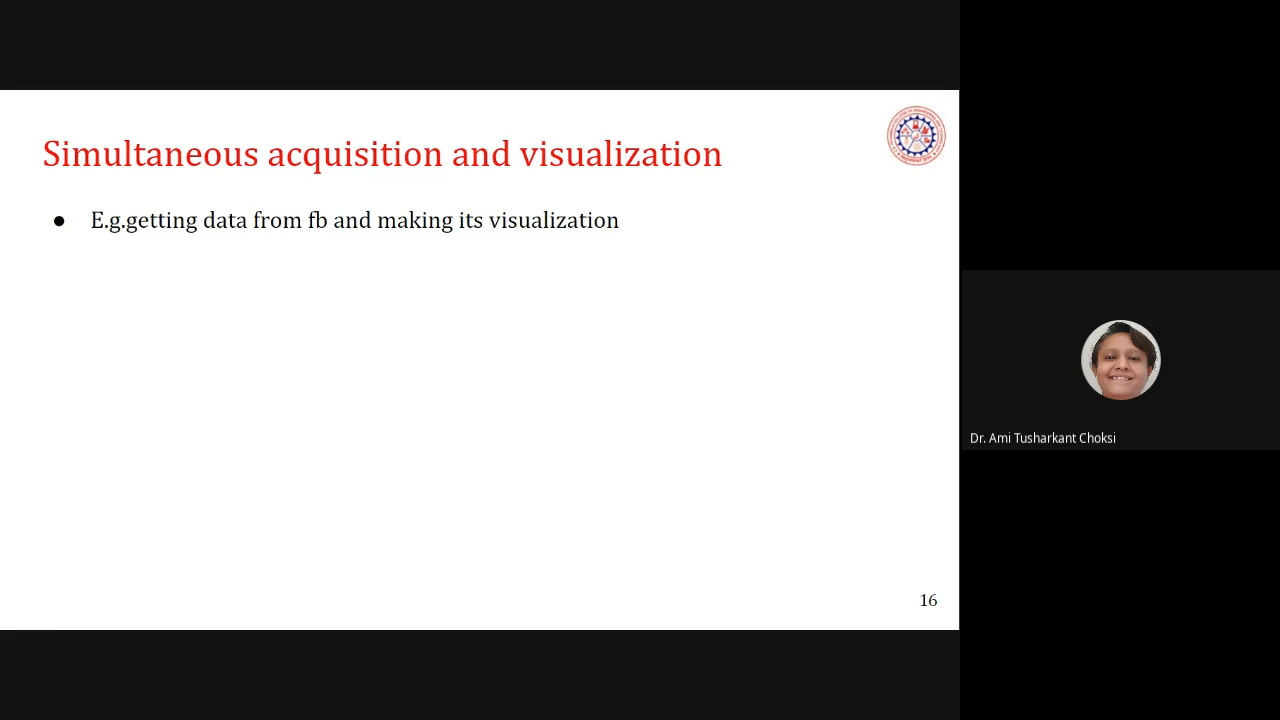 Simultaneous acquisition and visualization
● E.g.getting data from fb and making its visualization
16
Dr. Ami Tusharkant Choksi